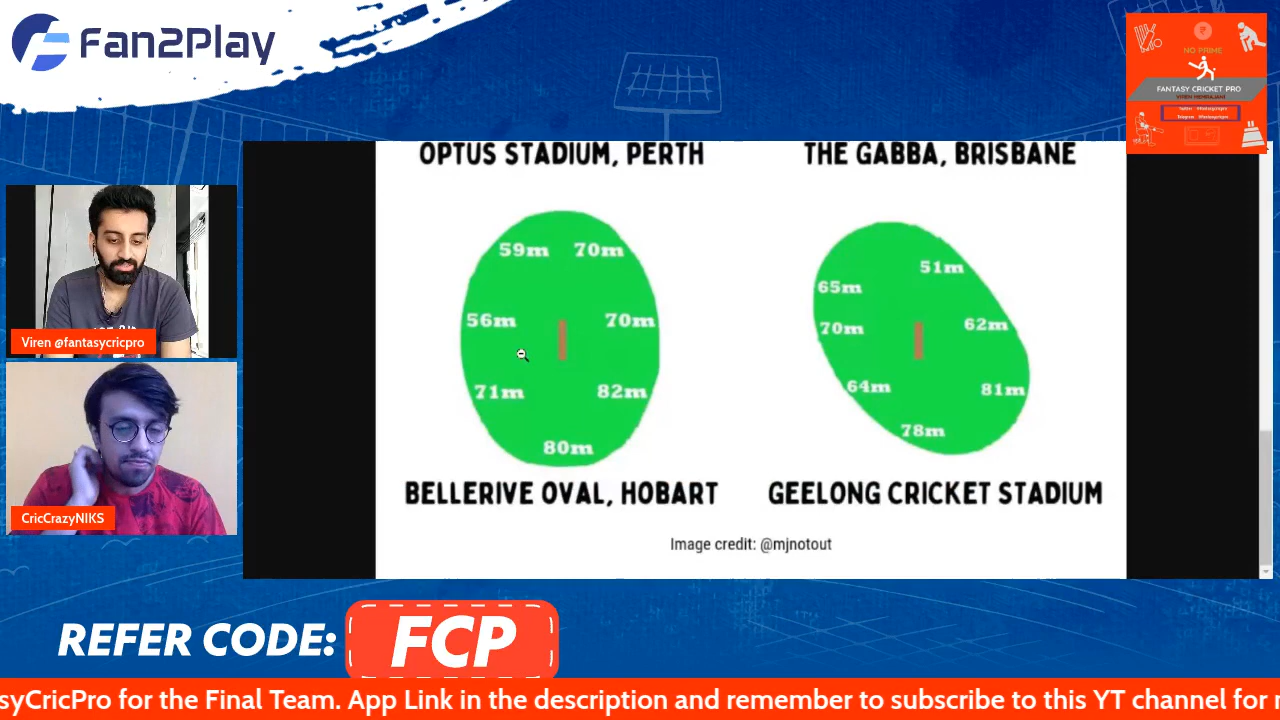 Fan2Play
NO PRIME
FANTASY CRICKET PRO
OPTUS STADIUM, PERTH
THE GABBA, BRISBANE
59m 70m
56m 70m
71m 82m
80m
51m
65m
70m 62m
64m 81m
78m
BELLERIVE OVAL, HOBART
GEELONG CRICKET STADIUM
Image credit: @mjnotout
Viren @fantasycricpro
CricCrazyNIKS
REFER CODE: FCP
syCricPro for the Final Team. App Link in the description and remember to subscribe to this YT channel for